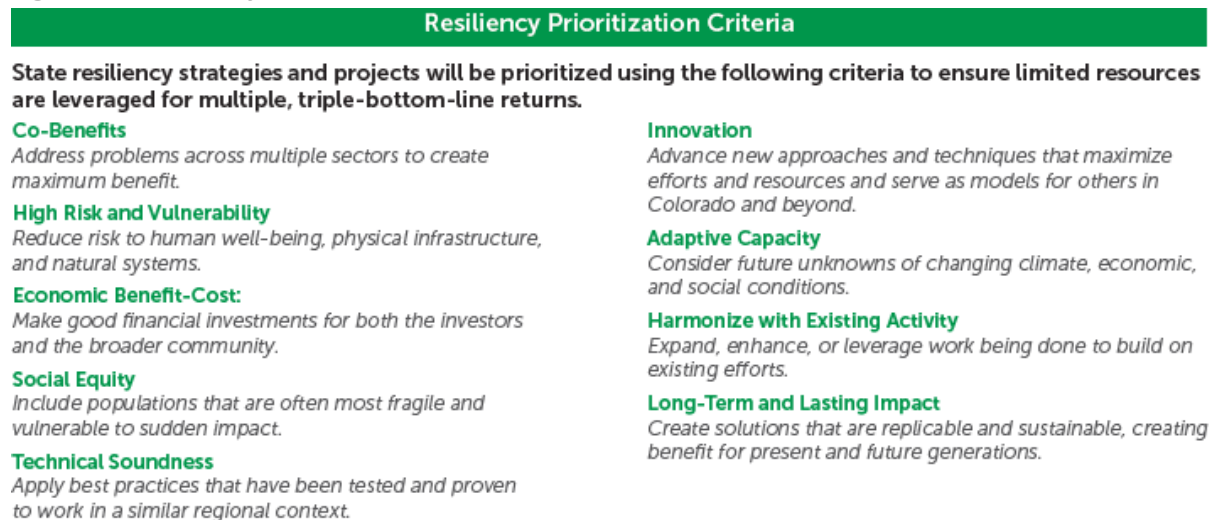 Resiliency Prioritization Criteria
State resiliency strategies and projects will be prioritized using the following criteria to ensure limited resources
are leveraged for multiple, triple-bottom-line returns.
Co-Benefits
Address problems across multiple sectors to create
maximum benefit.
High Risk and Vulnerability
Reduce risk to human well-being, physical infrastructure,
and natural systems.
Economic Benefit-Cost:
Make good financial investments for both the investors
and the broader community.
Social Equity
Include populations that are often most fragile and
vulnerable to sudden impact.
Technical Soundness
Apply best practices that have been tested and proven
to work in a similar regional context.
Innovation
Advance new approaches and techniques that maximize
efforts and resources and serve as models for others in
Colorado and beyond.
Adaptive Capacity
Consider future unknowns of changing climate, economic,
and social conditions.
Harmonize with Existing Activity
Expand, enhance, or leverage work being done to build on
existing efforts.
Long-Term and Lasting Impact
Create solutions that are replicable and sustainable, creating
benefit for present and future generations.